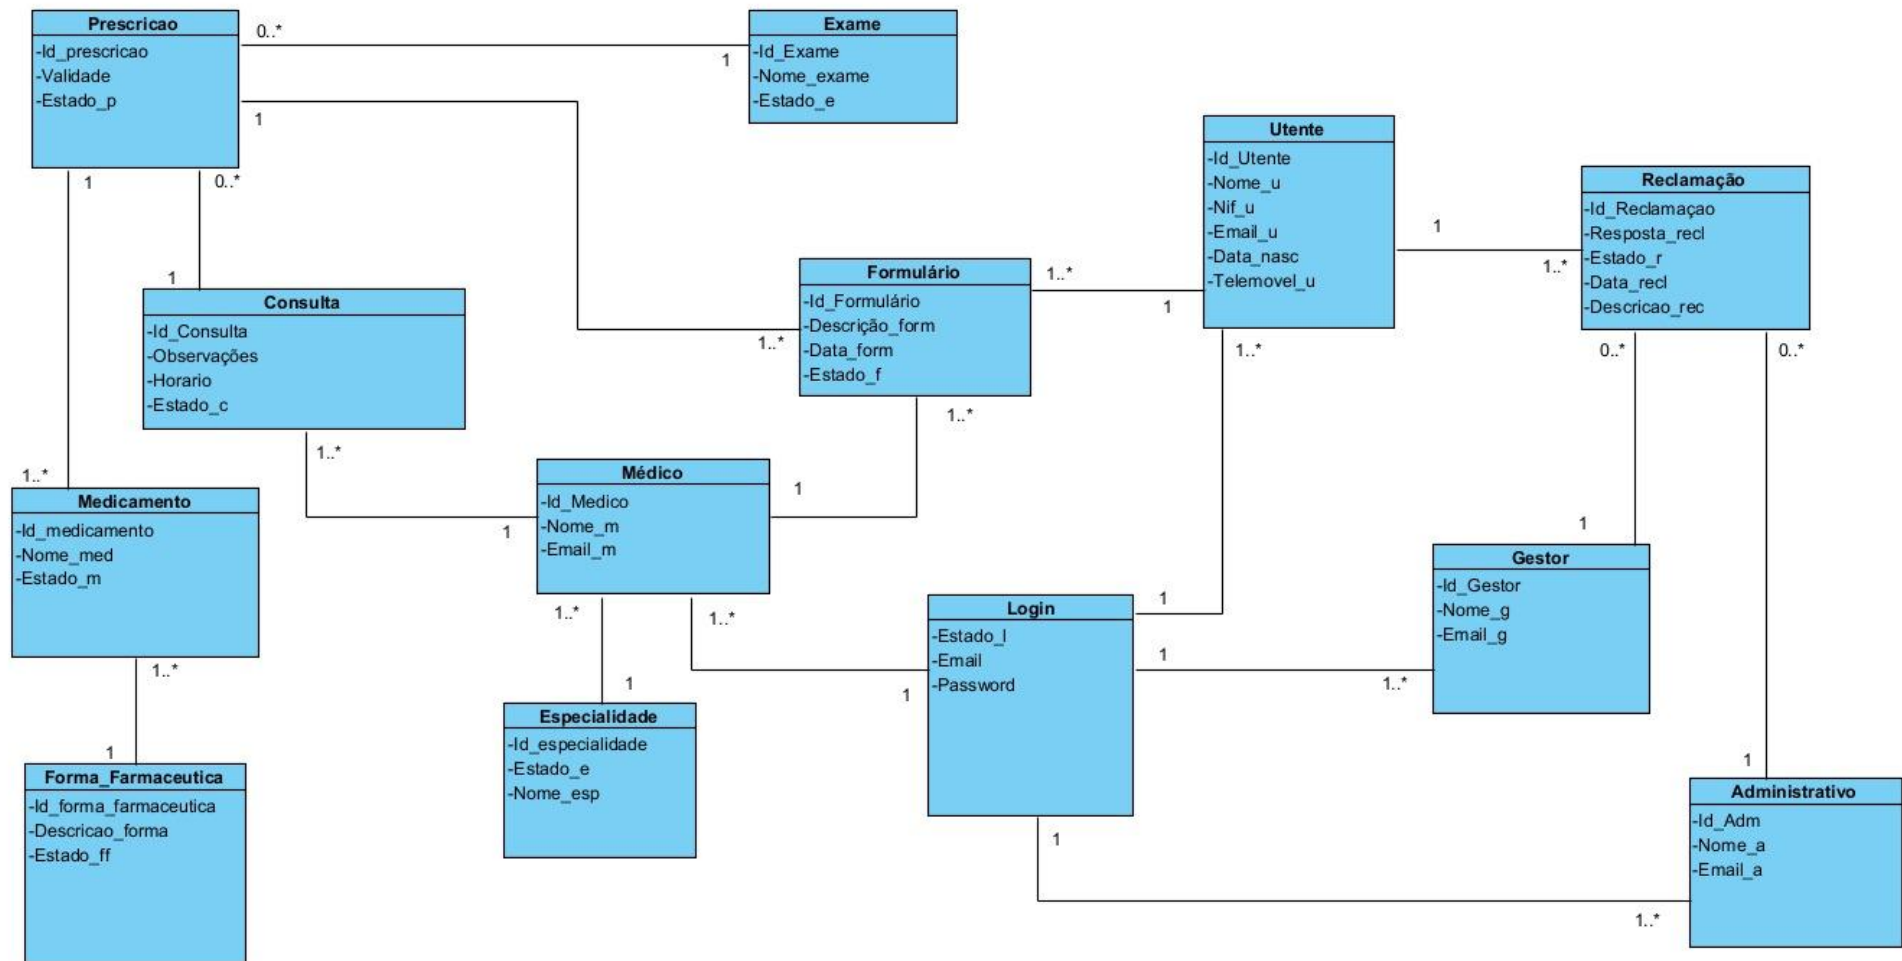 Prescricao
-Id_prescricao
-Validade
-Estado_p
0..*
1
Exame
-Id_Exame
-Nome_exame
-Estado_e
1
1
0..*
Utente
-Id_Utente
-Nome_u
-Nif_u
-Email_u
-Data_nasc
-Telemovel_u
1
1..*
Reclamação
-Id_Reclamaçao
-Resposta_recl
-Estado_r
-Data_recl
-Descricao_rec
1
Consulta
-Id_Consulta
-Observações
-Horario
-Estado_c
1..*
Formulário
-Id_Formulário
-Descrição_form
-Data_form
-Estado_f
1..*
1
1..*
1..*
0..*
0..*
1..*
1..*
Medicamento
-Id_medicamento
-Nome_med
-Estado_m
1
Médico
-Id_Medico
-Nome_m
-Email_m
1
1
Gestor
-Id_Gestor
-Nome_g
-Email_g
1..*
1..*
1
Login
-Estado_l
-Email
-Password
1
1
1..*
1..*
1
Especialidade
-Id_especialidade
-Estado_e
-Nome_esp
1
Forma_Farmaceutica
-Id_forma_farmaceutica
-Descricao_forma
-Estado_ff
1
1
Administrativo
-Id_Adm
-Nome_a
-Email_a
1..*